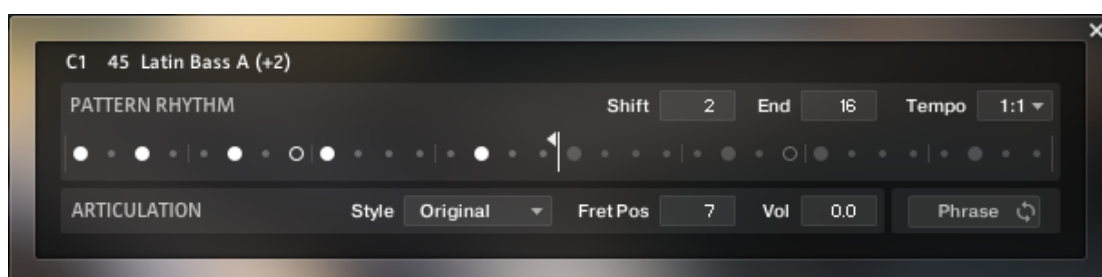 C1 45 Latin Bass A (+2)
PATTERN RHYTHM Shift 2 End 16 Tempo 1:1
ARTICULATION Style Original Fret Pos 7 Vol 0.0 Phrase